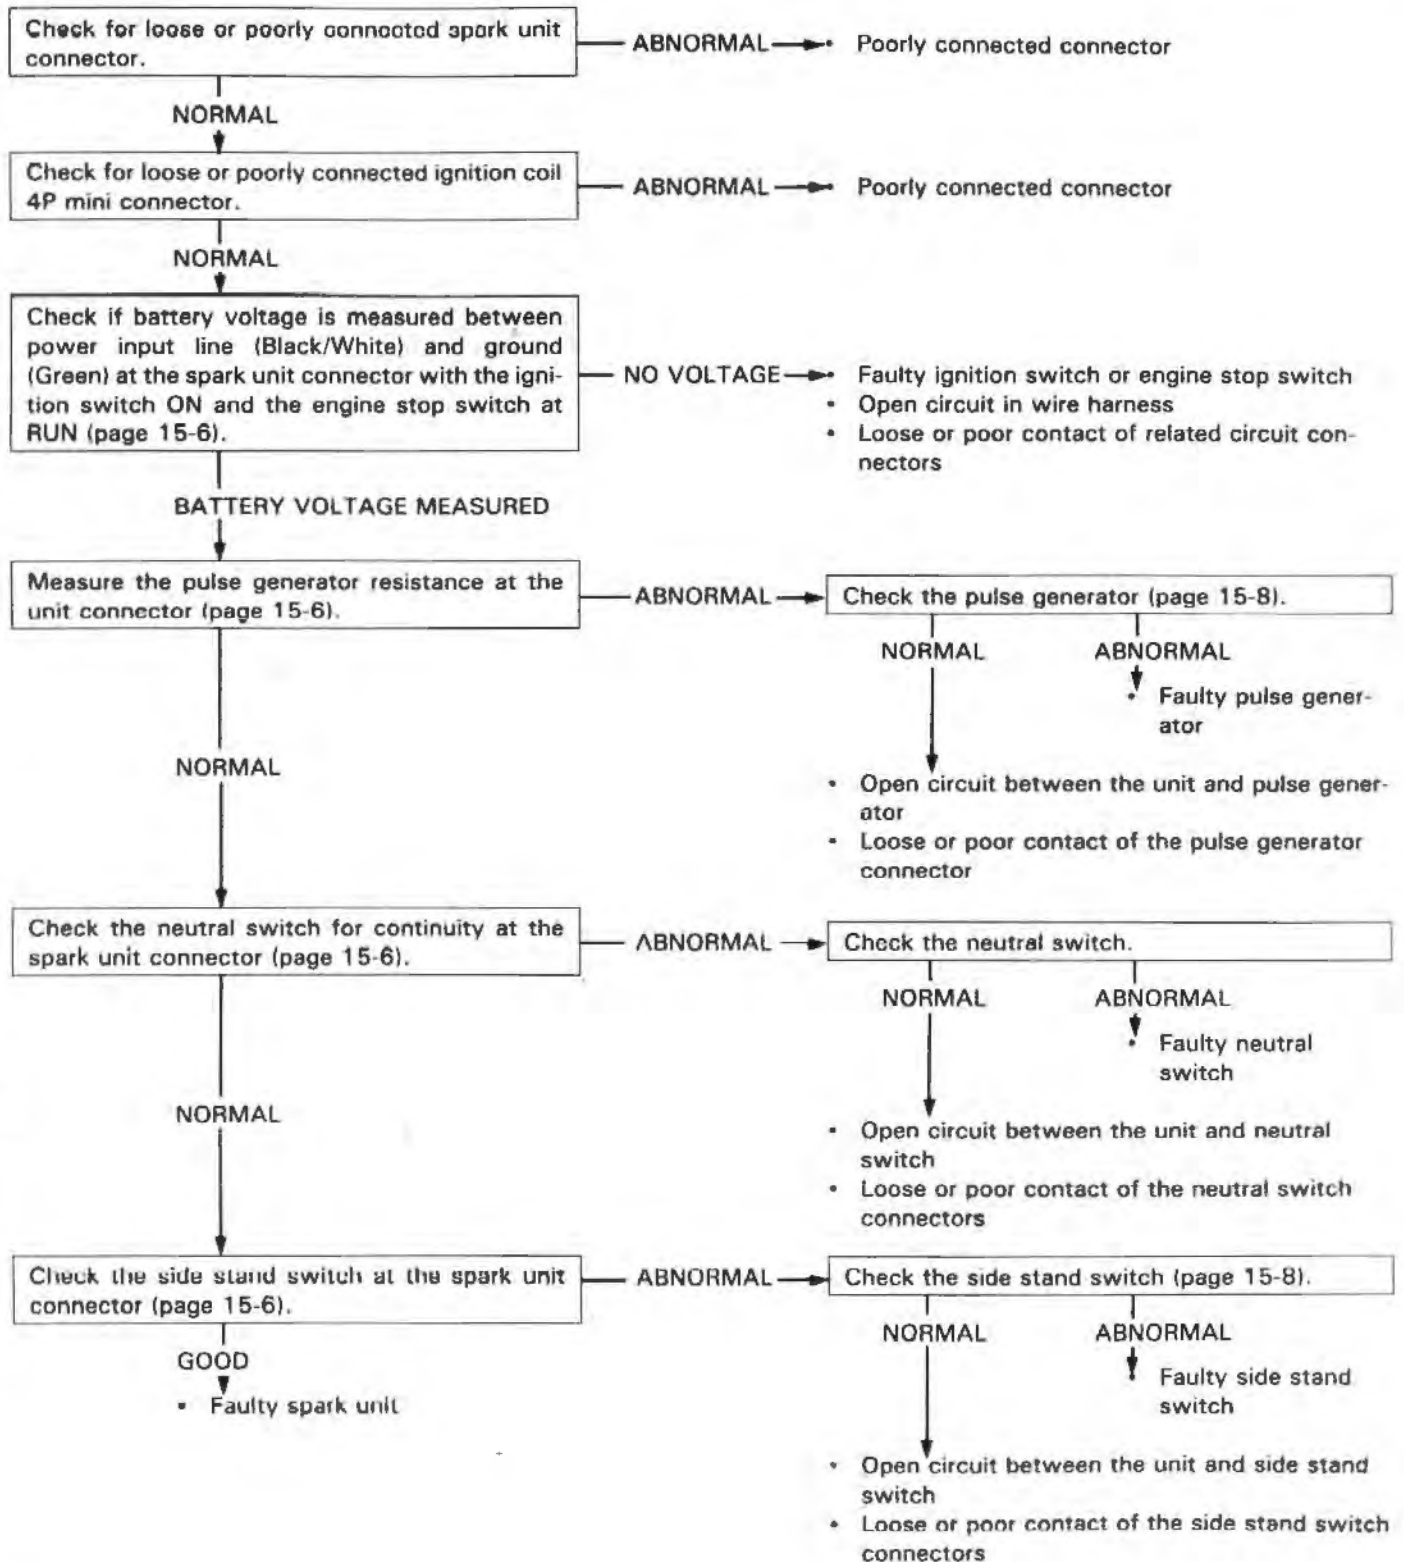 Check for loose or poorly connected spark unit
connector.
ABNORMAL
• Poorly connected connector
NORMAL
Check for loose or poorly connected ignition coil
4P mini connector.
ABNORMAL
• Poorly connected connector
NORMAL
Check if battery voltage is measured between
power input line (Black/White) and ground
(Green) at the spark unit connector with the igni-
tion switch ON and the engine stop switch at
RUN (page 15-6).
NO VOLTAGE
• Faulty ignition switch or engine stop switch
• Open circuit in wire harness
• Loose or poor contact of related circuit con-
nectors
BATTERY VOLTAGE MEASURED
Measure the pulse generator resistance at the
unit connector (page 15-6).
ABNORMAL
Check the pulse generator (page 15-8).
NORMAL
ABNORMAL
• Faulty pulse gener-
ator
• Open circuit between the unit and pulse gener-
ator
• Loose or poor contact of the pulse generator
connector
NORMAL
Check the neutral switch for continuity at the
spark unit connector (page 15-6).
ABNORMAL
Check the neutral switch.
NORMAL
ABNORMAL
• Faulty neutral
switch
• Open circuit between the unit and neutral
switch
• Loose or poor contact of the neutral switch
connectors
NORMAL
Check the side stand switch at the spark unit
connector (page 15-6).
ABNORMAL
Check the side stand switch (page 15-8).
NORMAL
ABNORMAL
• Faulty side stand
switch
• Open circuit between the unit and side stand
switch
• Loose or poor contact of the side stand switch
connectors
GOOD
• Faulty spark unit